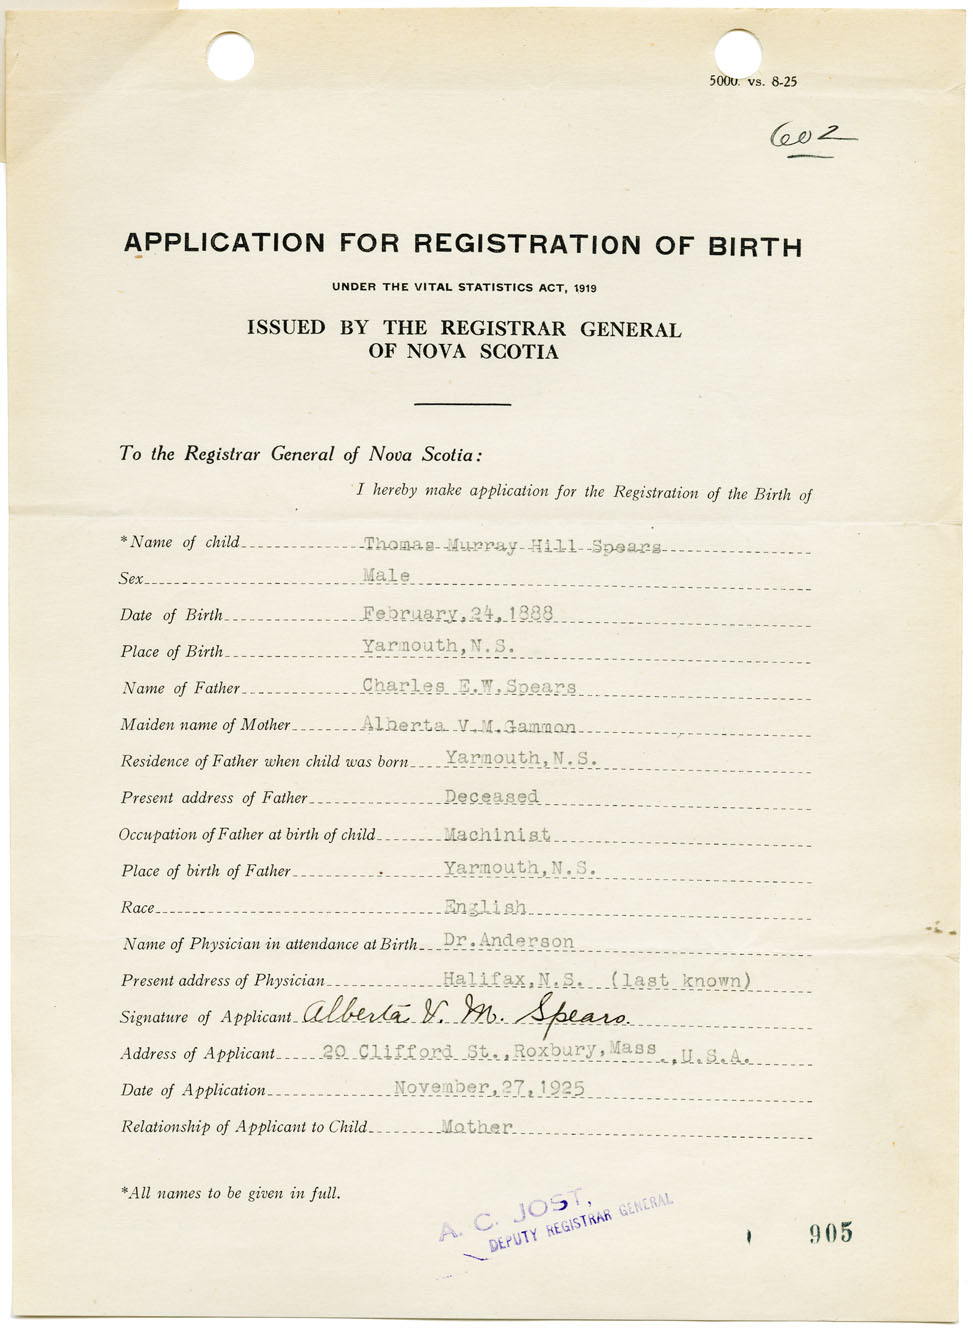 5000. vs. 8-25
602
APPLICATION FOR REGISTRATION OF BIRTH
UNDER THE VITAL STATISTICS ACT, 1919
ISSUED BY THE REGISTRAR GENERAL
OF NOVA SCOTIA
To the Registrar General of Nova Scotia:
I hereby make application for the Registration of the Birth of
*Name of child Thomas Murray Hill Spears
Sex Male
Date of Birth February,24,1888
Place of Birth Yarmouth,N.S.
Name of Father Charles E.W.Spears
Maiden name of Mother Alberta V.M.Gammon
Residence of Father when child was born Yarmouth,N.S.
Present address of Father Deceased
Occupation of Father at birth of child Machinist
Place of birth of Father Yarmouth,N.S.
Race English
Name of Physician in attendance at Birth Dr.Anderson
Present address of Physician Halifax,N.S. (last known)
Signature of Applicant Alberta V. M. Spears.
Address of Applicant 20 Clifford St.,Roxbury,Mass.,U.S.A.
Date of Application November,27,1925
Relationship of Applicant to Child Mother
*All names to be given in full.
A. C. JOST,
DEPUTY REGISTRAR GENERAL
905